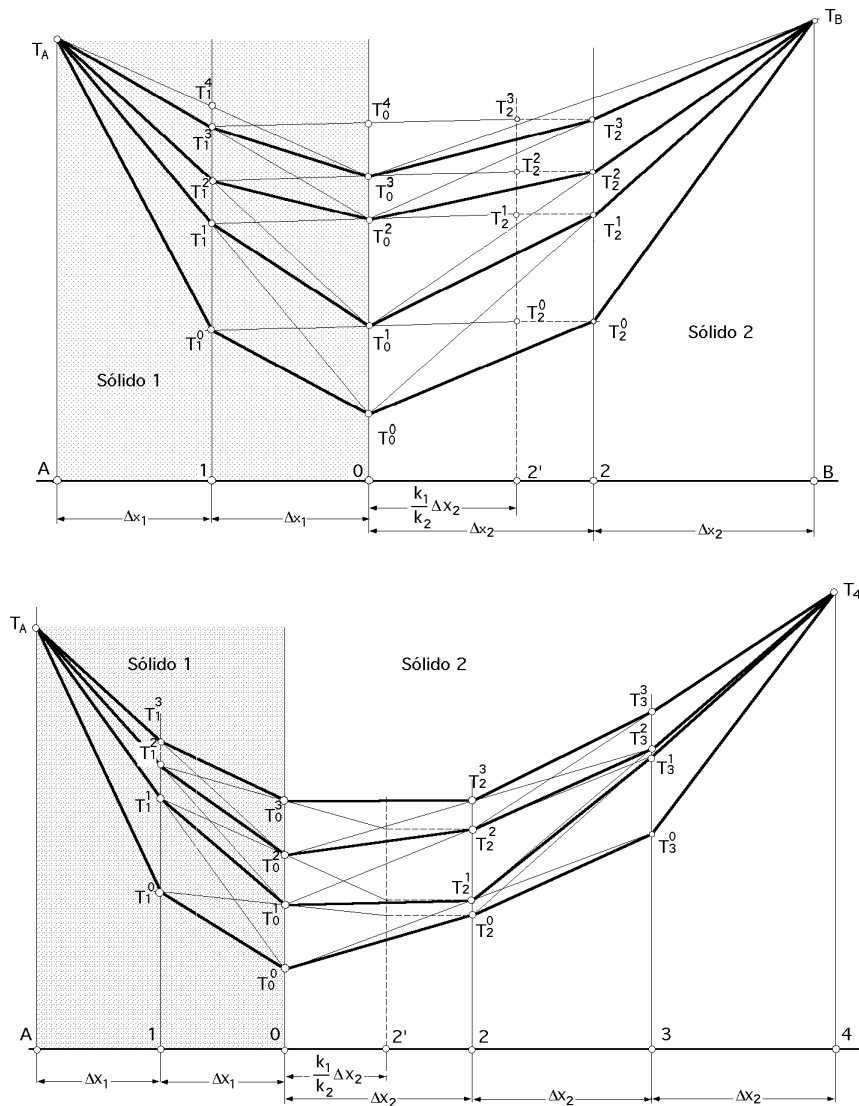 T_A
T_B
T_1^4
T_0^4
T_2^3
T_1^3
T_2^3
T_2^2
T_1^2
T_0^3
T_2^2
T_1^1
T_0^2
T_2^1
T_2^1
T_2^0
T_1^0
T_0^1
T_2^0
Sólido 2
Sólido 1
T_0^0
A 1 0 2' 2 B
k_1/k_2 Δx_2
Δx_1 Δx_1 Δx_2 Δx_2
T_4
T_A
Sólido 1 Sólido 2
T_1^3
T_3^3
T_1^2
T_3^2
T_3^1
T_2^3
T_1^1
T_0^3
T_2^2
T_3^0
T_0^2
T_1^0
T_2^1
T_0^1
T_2^0
T_0^0
A 1 0 2' 2 3 4
k_1/k_2 Δx_2
Δx_1 Δx_1 Δx_2 Δx_2 Δx_2